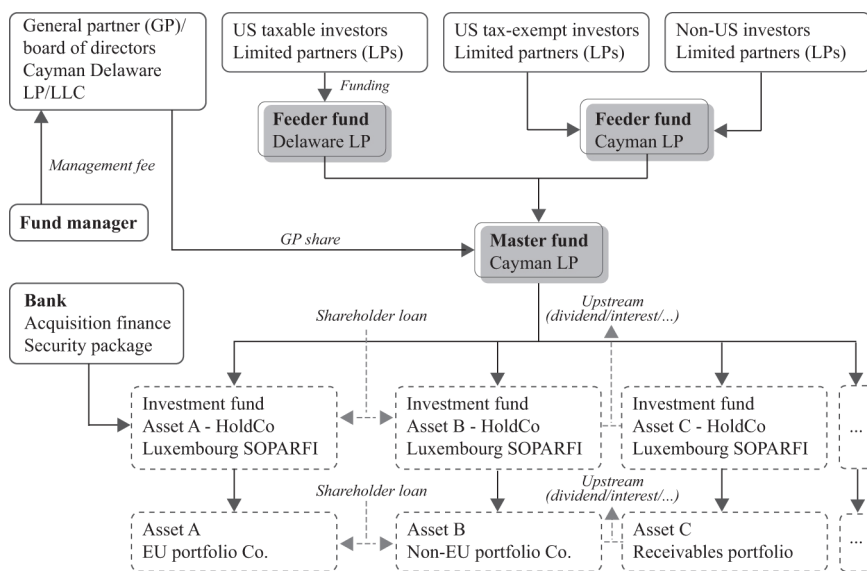 General partner (GP)/
board of directors
Cayman Delaware
LP/LLC
US taxable investors
Limited partners (LPs)
US tax-exempt investors
Limited partners (LPs)
Non-US investors
Limited partners (LPs)
Funding
Feeder fund
Delaware LP
Feeder fund
Cayman LP
Management fee
Fund manager
GP share
Master fund
Cayman LP
Bank
Acquisition finance
Security package
Shareholder loan
Upstream
(dividend/interest/...)
Investment fund
Asset A - HoldCo
Luxembourg SOPARFI
Investment fund
Asset B - HoldCo
Luxembourg SOPARFI
Investment fund
Asset C - HoldCo
Luxembourg SOPARFI
...
Shareholder loan
Upstream
(dividend/interest/...)
Asset A
EU portfolio Co.
Asset B
Non-EU portfolio Co.
Asset C
Receivables portfolio
...